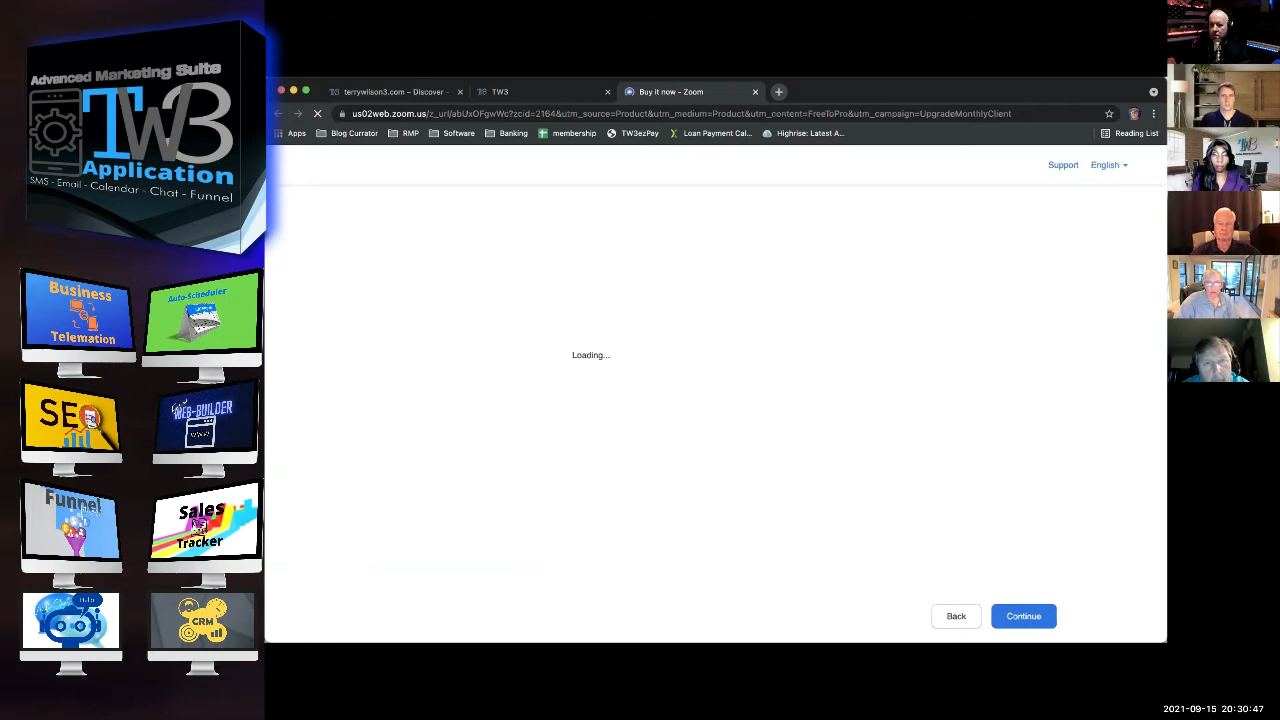 Advanced Marketing Suite
TW3
Application
SMS - Email - Calendar - Chat - Funnel
Business
Telemation
Auto-Scheduler
SEO
WEB-BUILDER
WWW
Funnel
Sales
Tracker
Help!
CRM
terrywilson3.com – Discover -
TW3
Buy it now - Zoom
us02web.zoom.us/z_url/abUxOFgwWc?zcid=2164&utm_source=Product&utm_medium=Product&utm_content=FreeToPro&utm_campaign=UpgradeMonthlyClient
Apps
Blog Currator
RMP
Software
Banking
membership
TW3ezPay
Loan Payment Cal...
Highrise: Latest A...
Reading List
Support
English
Loading...
Back
Continue
TW3
2021-09-15 20:30:47